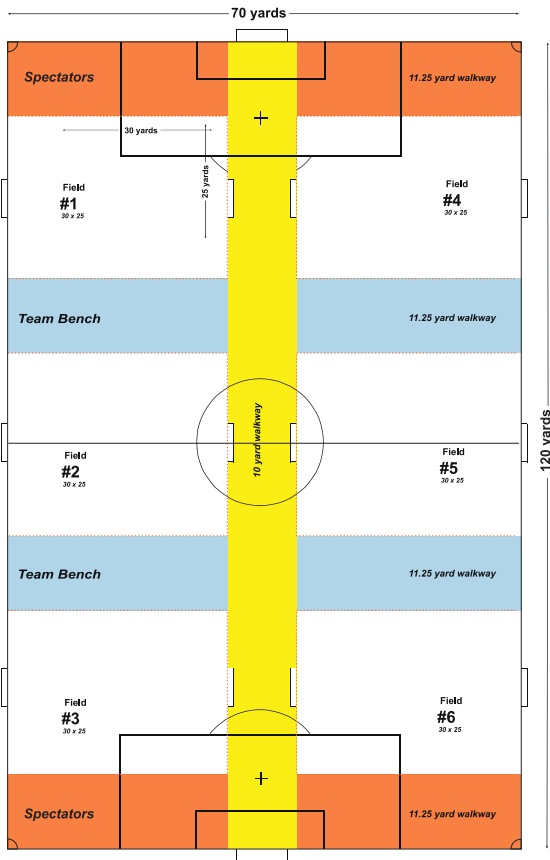 70 yards
Spectators
11.25 yard walkway
30 yards
25 yards
Field
#1
30 x 25
Field
#4
30 x 25
Team Bench
11.25 yard walkway
10 yard walkway
120 yards
Field
#2
30 x 25
Field
#5
30 x 25
Team Bench
11.25 yard walkway
Field
#3
30 x 25
Field
#6
30 x 25
Spectators
11.25 yard walkway